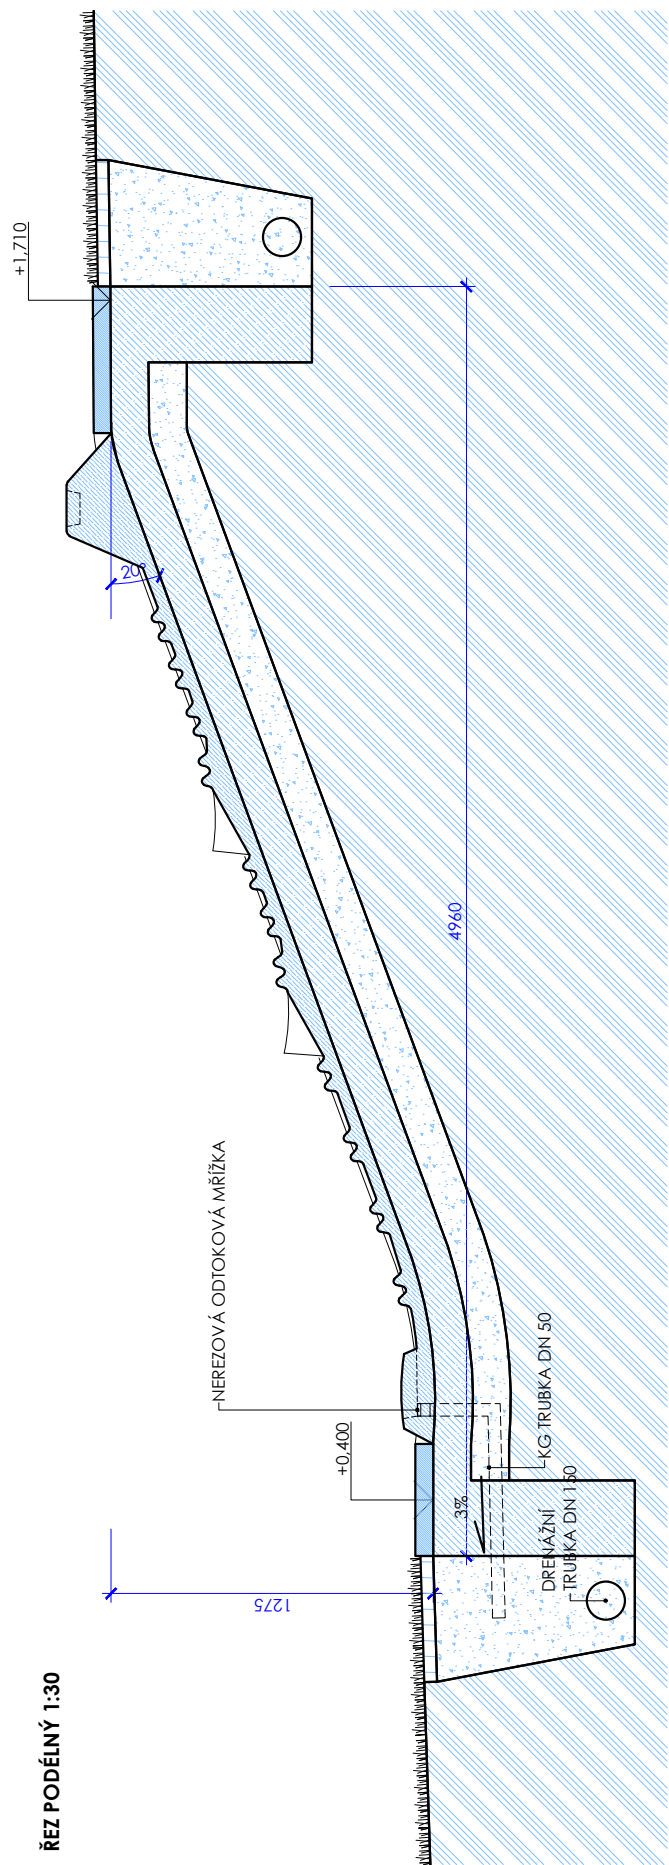 ŘEZ PODÉLNÝ 1:30
+1,710
20°
4960
NEREZOVÁ ODTOKOVÁ MŘÍŽKA
+0,400
KG TRUBKA DN 50
3%
DRENÁŽNÍ
TRUBKA DN 150
1275